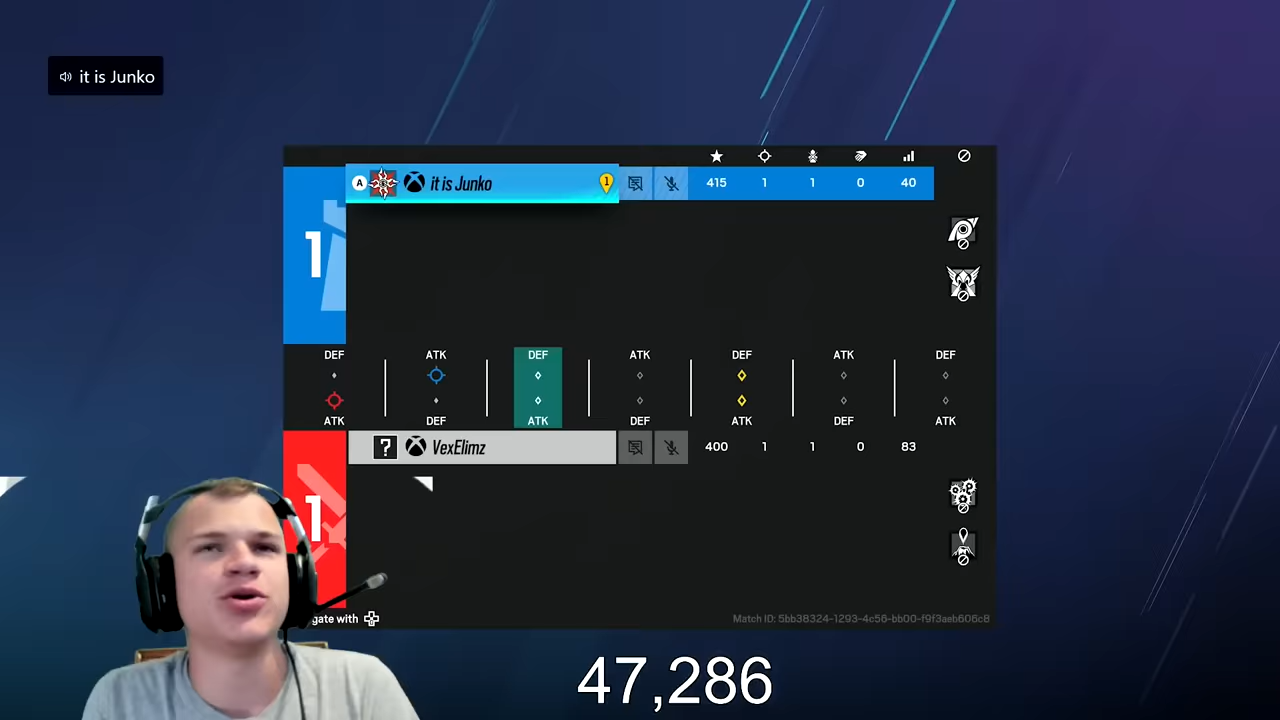 it is Junko
A it is Junko 1 415 1 1 0 40
1
DEF ATK DEF ATK DEF ATK DEF
ATK DEF ATK DEF ATK DEF ATK
? VexElimz 400 1 1 0 83
1
gate with
Match ID: 5bb38324-1293-4c56-bb00-f9f3aeb606c8
47,286